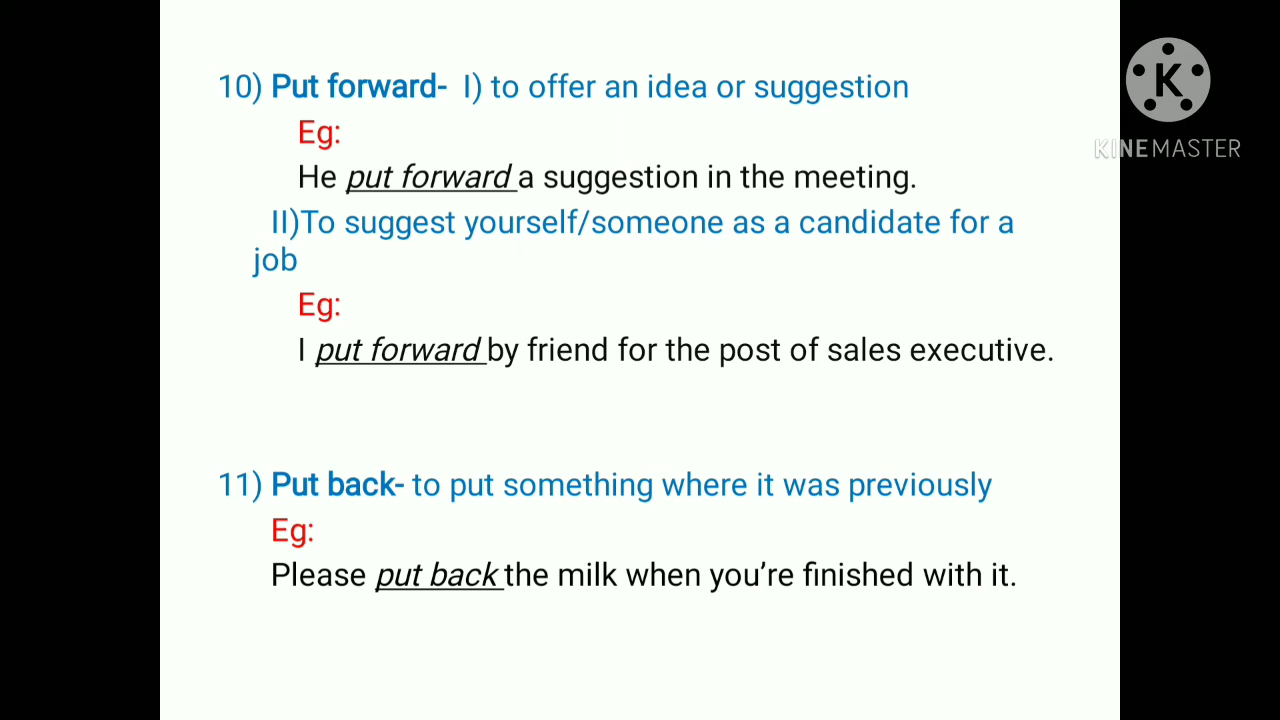 10) Put forward- I) to offer an idea or suggestion
Eg:
He put forward a suggestion in the meeting.
II)To suggest yourself/someone as a candidate for a
job
Eg:
I put forward by friend for the post of sales executive.
11) Put back- to put something where it was previously
Eg:
Please put back the milk when you’re finished with it.
K
KINEMASTER